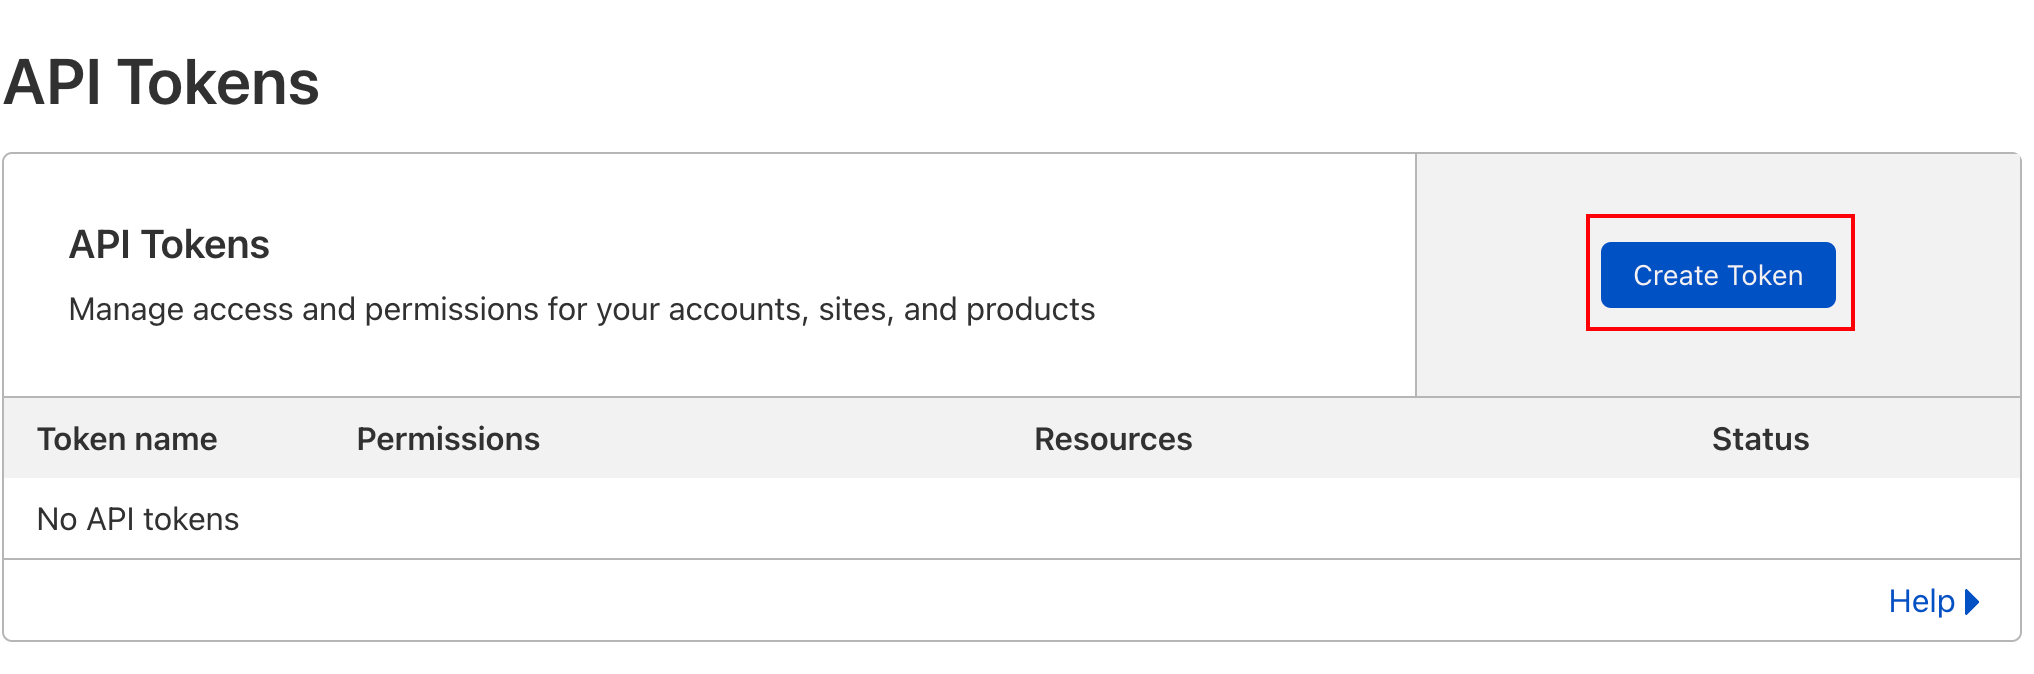 API Tokens
API Tokens
Manage access and permissions for your accounts, sites, and products
Create Token
Token name Permissions Resources Status
No API tokens
Help